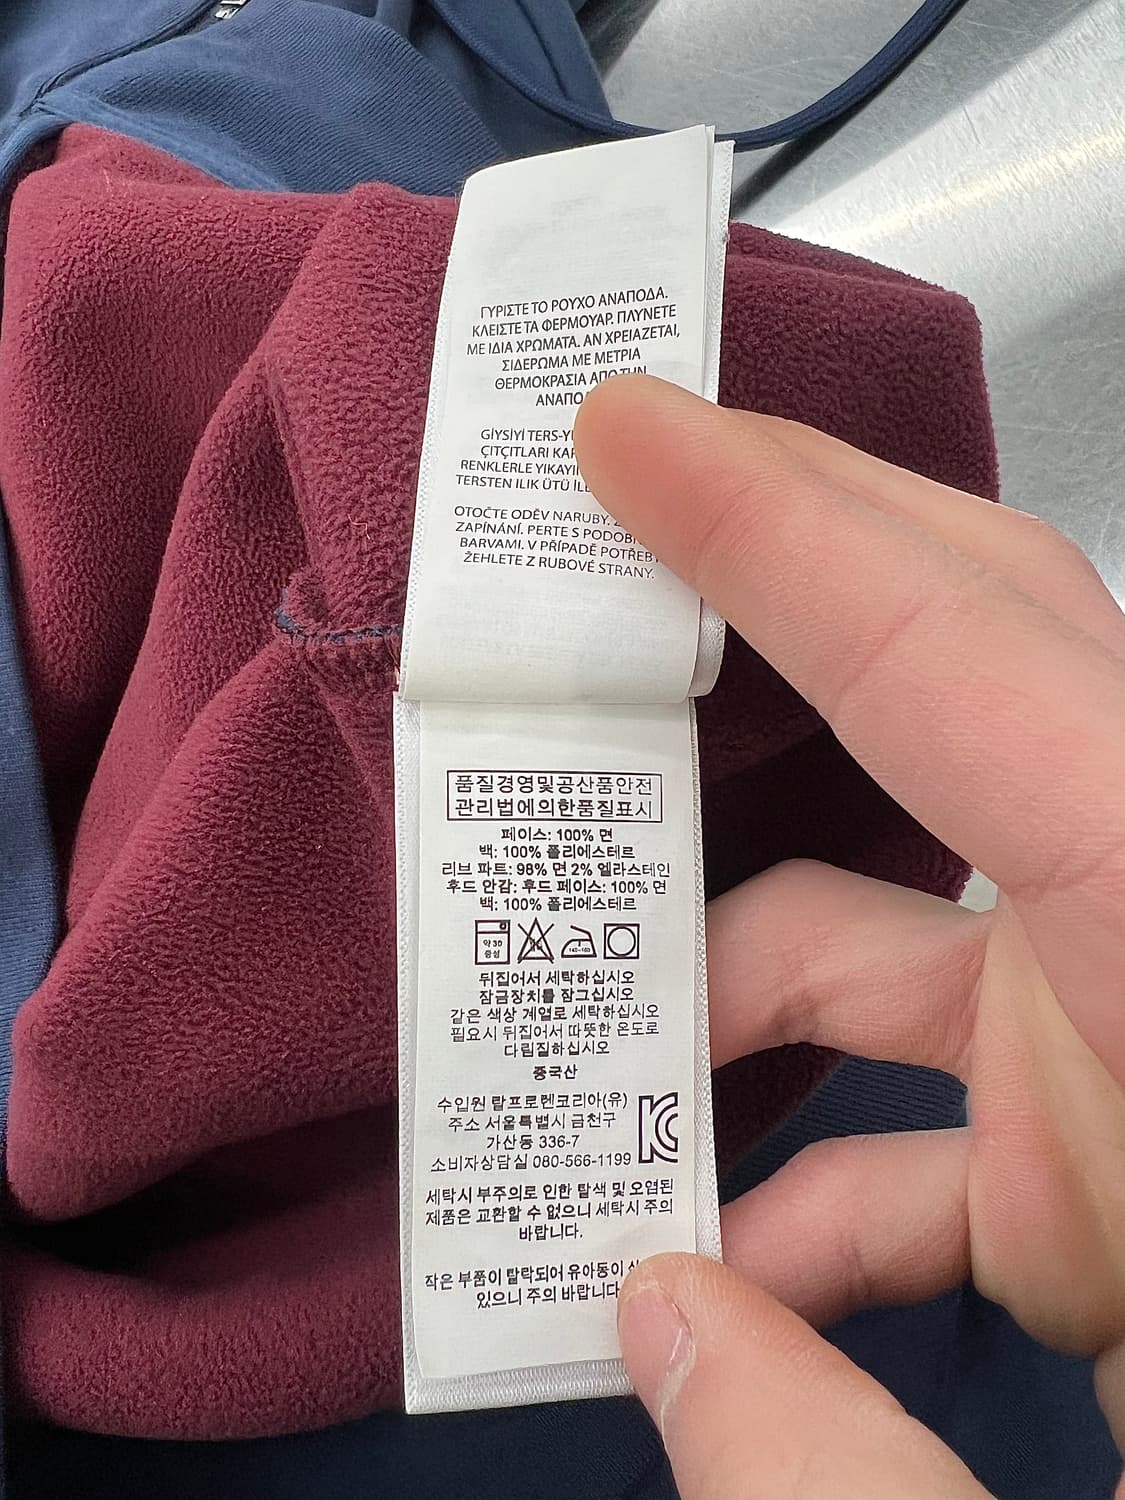 ΓΥΡΙΣΤΕ ΤΟ ΡΟΥΧΟ ΑΝΑΠΟΔΑ.
ΚΛΕΙΣΤΕ ΤΑ ΦΕΡΜΟΥΑΡ. ΠΛΥΝΕΤΕ
ΜΕ ΙΔΙΑ ΧΡΩΜΑΤΑ. ΑΝ ΧΡΕΙΑΖΕΤΑΙ,
ΣΙΔΕΡΩΜΑ ΜΕ ΜΕΤΡΙΑ
ΘΕΡΜΟΚΡΑΣΙΑ ΑΠΟ ΤΗΝ
GİYSİYİ
ÇITÇITLARI
RENKLERLE
TERSTEN ILIK ÜTÜ
OTOČTE ODĚV NARUBY.
ZAPÍNÁNÍ. PERTE S
BARVAMI. V PŘÍPADĚ
ŽEHLETE Z RUBOVÉ STRANY.
품질경영및공산품안전
관리법에의한품질표시
페이스: 100% 면
백: 100% 폴리에스테르
리브 파트: 98% 면 2% 엘라스테인
후드 안감: 후드 페이스: 100% 면
백: 100% 폴리에스테르
약 30
중성
140~160
뒤집어서 세탁하십시오
잠금장치를 잠그십시오
같은 색상 계열로 세탁하십시오
필요시 뒤집어서 따뜻한 온도로
다림질하십시오
중국산
수입원 랄프로렌코리아(유)
주소 서울특별시 금천구
가산동 336-7
소비자상담실 080-566-1199
세탁시 부주의로 인한 탈색 및 오염된
제품은 교환할 수 없으니 세탁시 주의
바랍니다.
작은 부품이 탈락되어 유아동이
있으니 주의 바랍니다